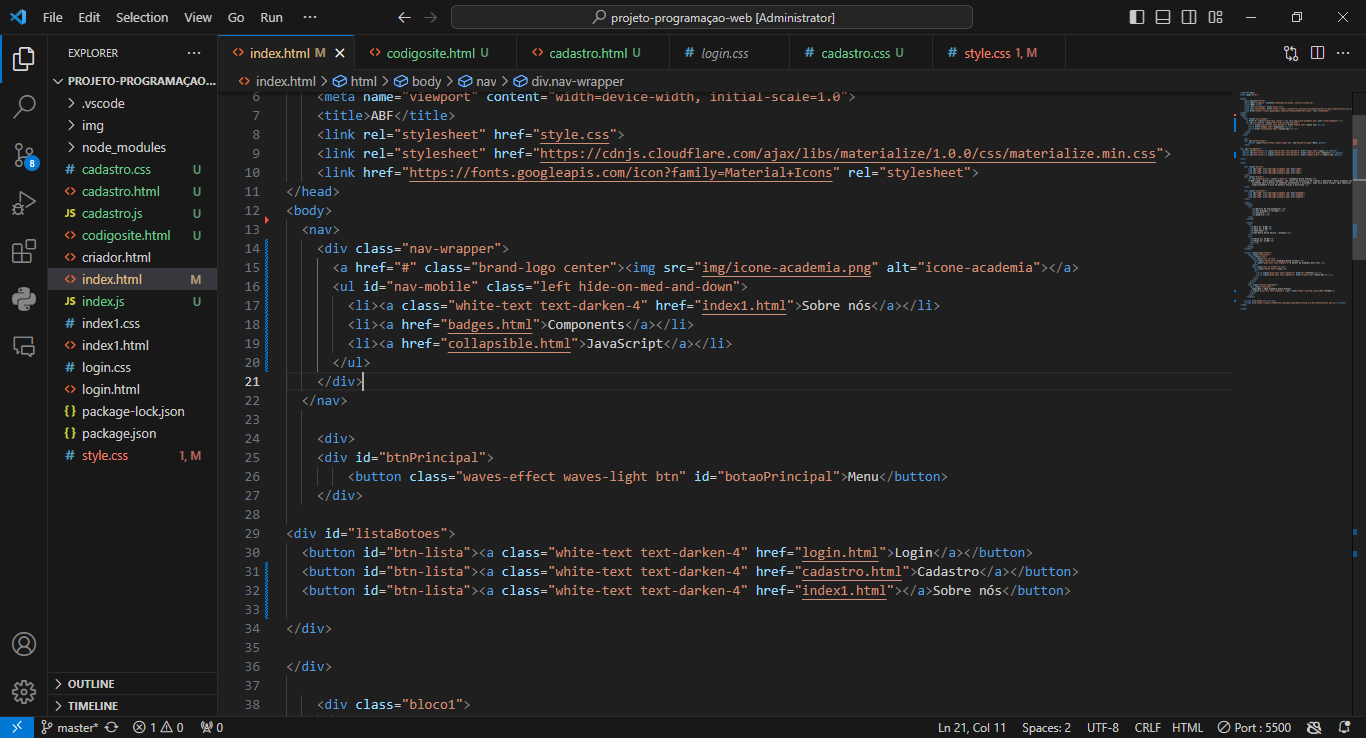 File Edit Selection View Go Run ··· projeto-programaçao-web [Administrator]
EXPLORER ···
index.html M
codigosite.html U
cadastro.html U
login.css
cadastro.css U
style.css 1, M
PROJETO-PROGRAMAÇAO...
.vscode
img
node_modules
cadastro.css U
cadastro.html U
cadastro.js U
codigosite.html U
criador.html
index.html M
index.js U
index1.css
index1.html
login.css
login.html
package-lock.json
package.json
style.css 1, M
OUTLINE
TIMELINE
8
index.html > html > body > nav > div.nav-wrapper
6 <meta name="viewport" content="width=device-width, initial-scale=1.0">
7 <title>ABF</title>
8 <link rel="stylesheet" href="style.css">
9 <link rel="stylesheet" href="https://cdnjs.cloudflare.com/ajax/libs/materialize/1.0.0/css/materialize.min.css">
10 <link href="https://fonts.googleapis.com/icon?family=Material+Icons" rel="stylesheet">
11 </head>
12 <body>
13 <nav>
14 <div class="nav-wrapper">
15 <a href="#" class="brand-logo center"><img src="img/icone-academia.png" alt="icone-academia"></a>
16 <ul id="nav-mobile" class="left hide-on-med-and-down">
17 <li><a class="white-text text-darken-4" href="index1.html">Sobre nós</a></li>
18 <li><a href="badges.html">Components</a></li>
19 <li><a href="collapsible.html">JavaScript</a></li>
20 </ul>
21 </div>
22 </nav>
23
24 <div>
25 <div id="btnPrincipal">
26 <button class="waves-effect waves-light btn" id="botaoPrincipal">Menu</button>
27 </div>
28
29 <div id="listaBotoes">
30 <button id="btn-lista"><a class="white-text text-darken-4" href="login.html">Login</a></button>
31 <button id="btn-lista"><a class="white-text text-darken-4" href="cadastro.html">Cadastro</a></button>
32 <button id="btn-lista"><a class="white-text text-darken-4" href="index1.html"></a>Sobre nós</button>
33
34 </div>
35
36 </div>
37
38 <div class="bloco1">
master* 1 0 0 Ln 21, Col 11 Spaces: 2 UTF-8 CRLF HTML Port : 5500